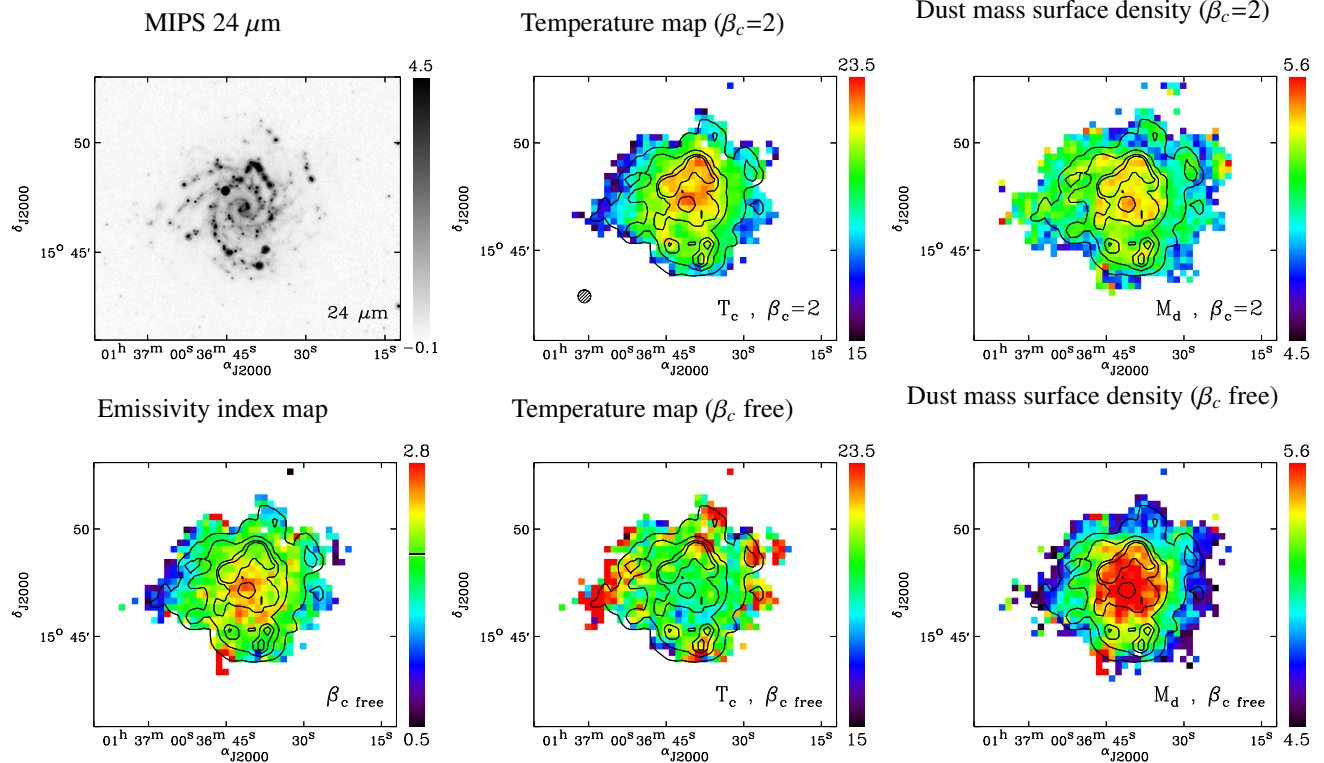 MIPS 24 μm
Temperature map (βc=2)
Dust mass surface density (βc=2)
4.5
50
15° 45′
δJ2000
24 μm
−0.1
01h 37m 00s 36m 45s 30s 15s
αJ2000
23.5
50
15° 45′
δJ2000
Tc , βc=2
15
01h 37m 00s 36m 45s 30s 15s
αJ2000
5.6
50
15° 45′
δJ2000
Md , βc=2
4.5
01h 37m 00s 36m 45s 30s 15s
αJ2000
Emissivity index map
Temperature map (βc free)
Dust mass surface density (βc free)
2.8
50
15° 45′
δJ2000
βc free
0.5
01h 37m 00s 36m 45s 30s 15s
αJ2000
23.5
50
15° 45′
δJ2000
Tc , βc free
15
01h 37m 00s 36m 45s 30s 15s
αJ2000
5.6
50
15° 45′
δJ2000
Md , βc free
4.5
01h 37m 00s 36m 45s 30s 15s
αJ2000